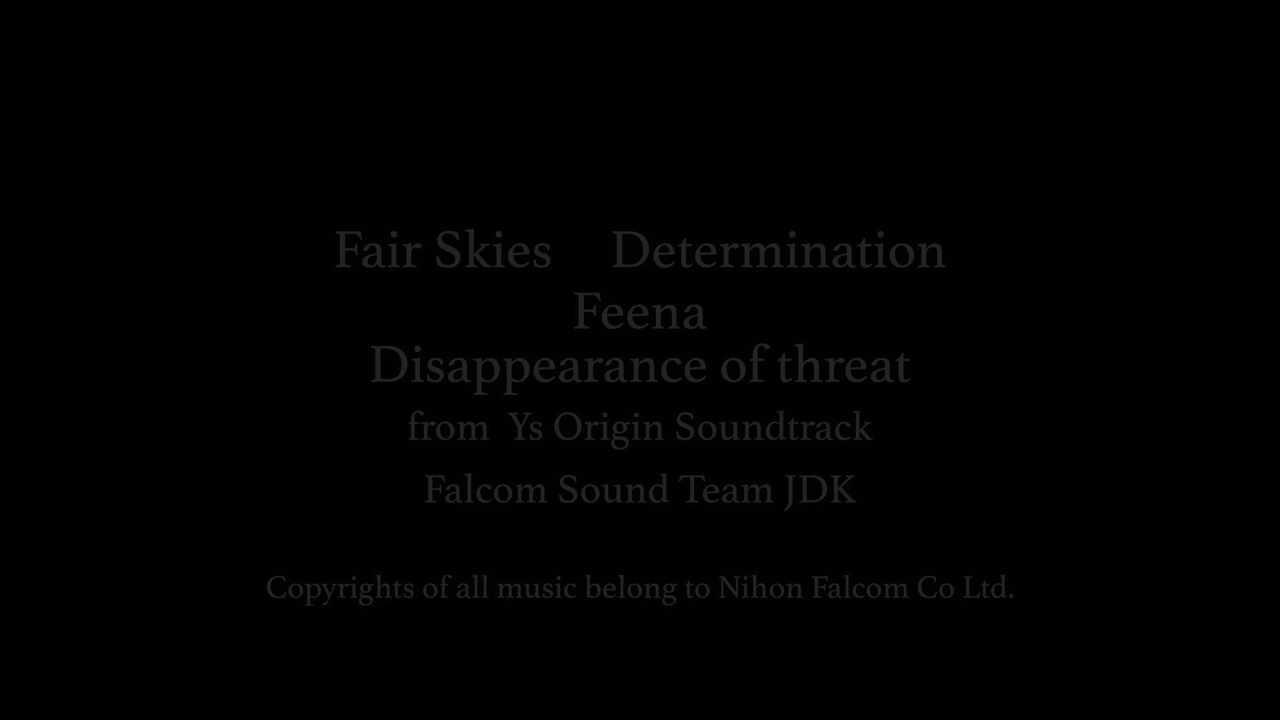 Fair Skies Determination
Feena
Disappearance of threat
from Ys Origin Soundtrack
Falcom Sound Team JDK
Copyrights of all music belong to Nihon Falcom Co Ltd.